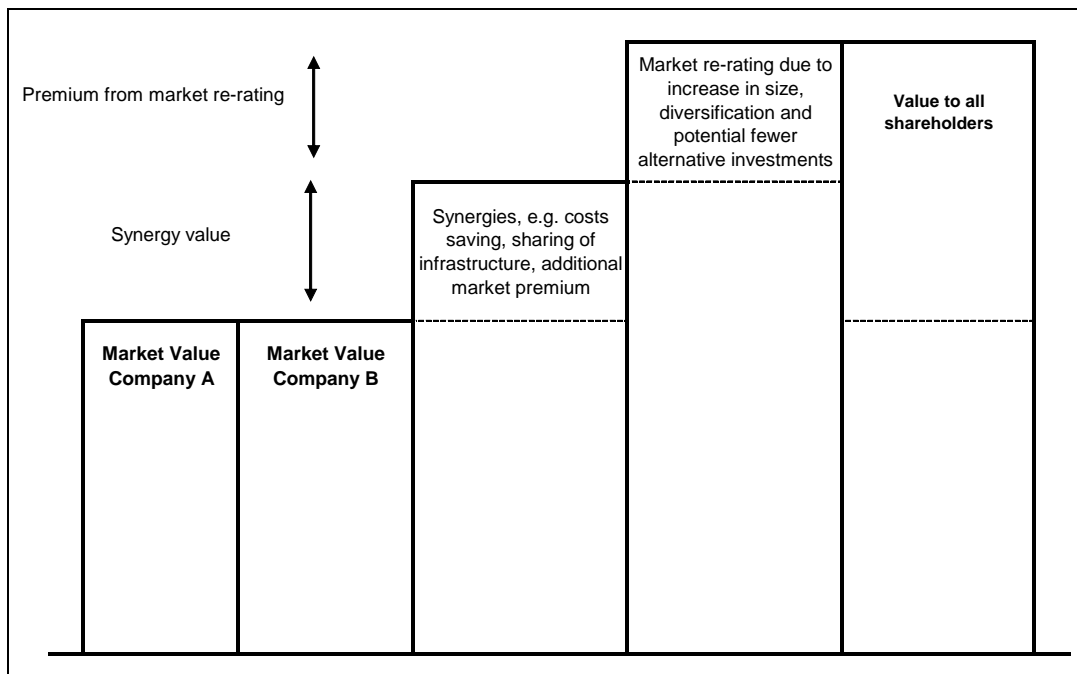 Premium from market re-rating
Synergy value
Market Value
Company A
Market Value
Company B
Synergies, e.g. costs
saving, sharing of
infrastructure, additional
market premium
Market re-rating due to
increase in size,
diversification and
potential fewer
alternative investments
Value to all
shareholders